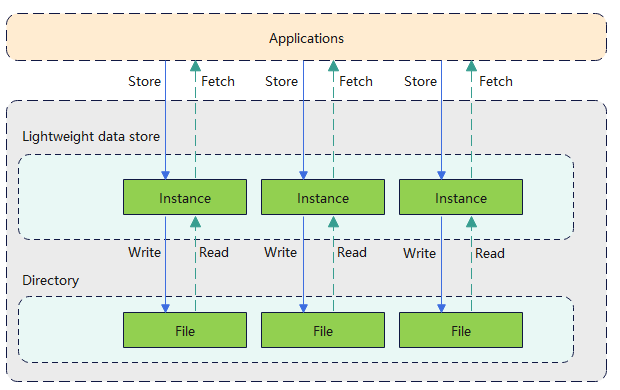 Applications
Store Fetch Store Fetch Store Fetch
Lightweight data store
Instance Instance Instance
Write Read Write Read Write Read
Directory
File File File